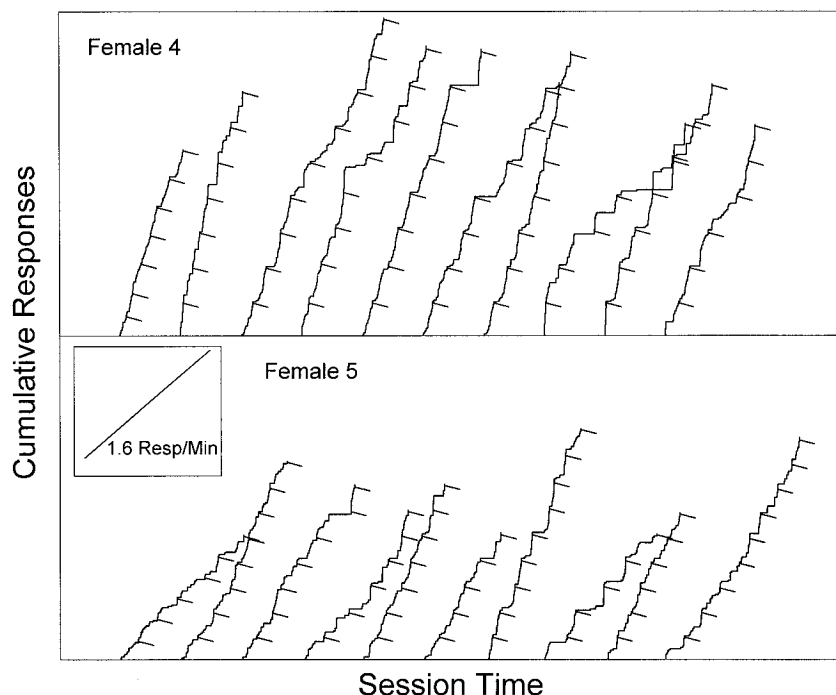 Female 4
Cumulative Responses
Female 5
1.6 Resp/Min
Session Time